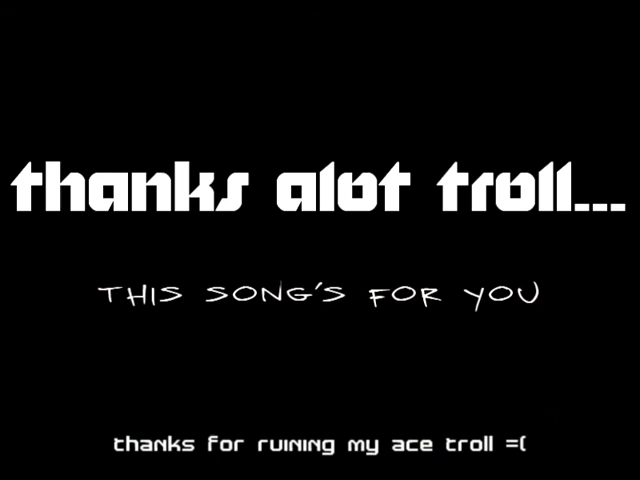 thanks alot troll...
THIS SONG'S FOR YOU
thanks for ruining my ace troll =(